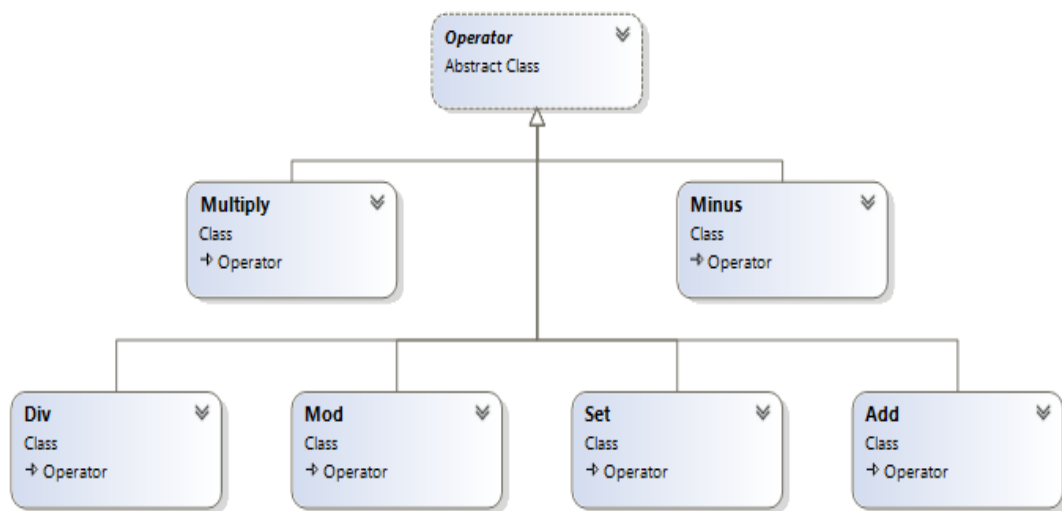 Operator
Abstract Class
Multiply
Class
Operator
Minus
Class
Operator
Div
Class
Operator
Mod
Class
Operator
Set
Class
Operator
Add
Class
Operator